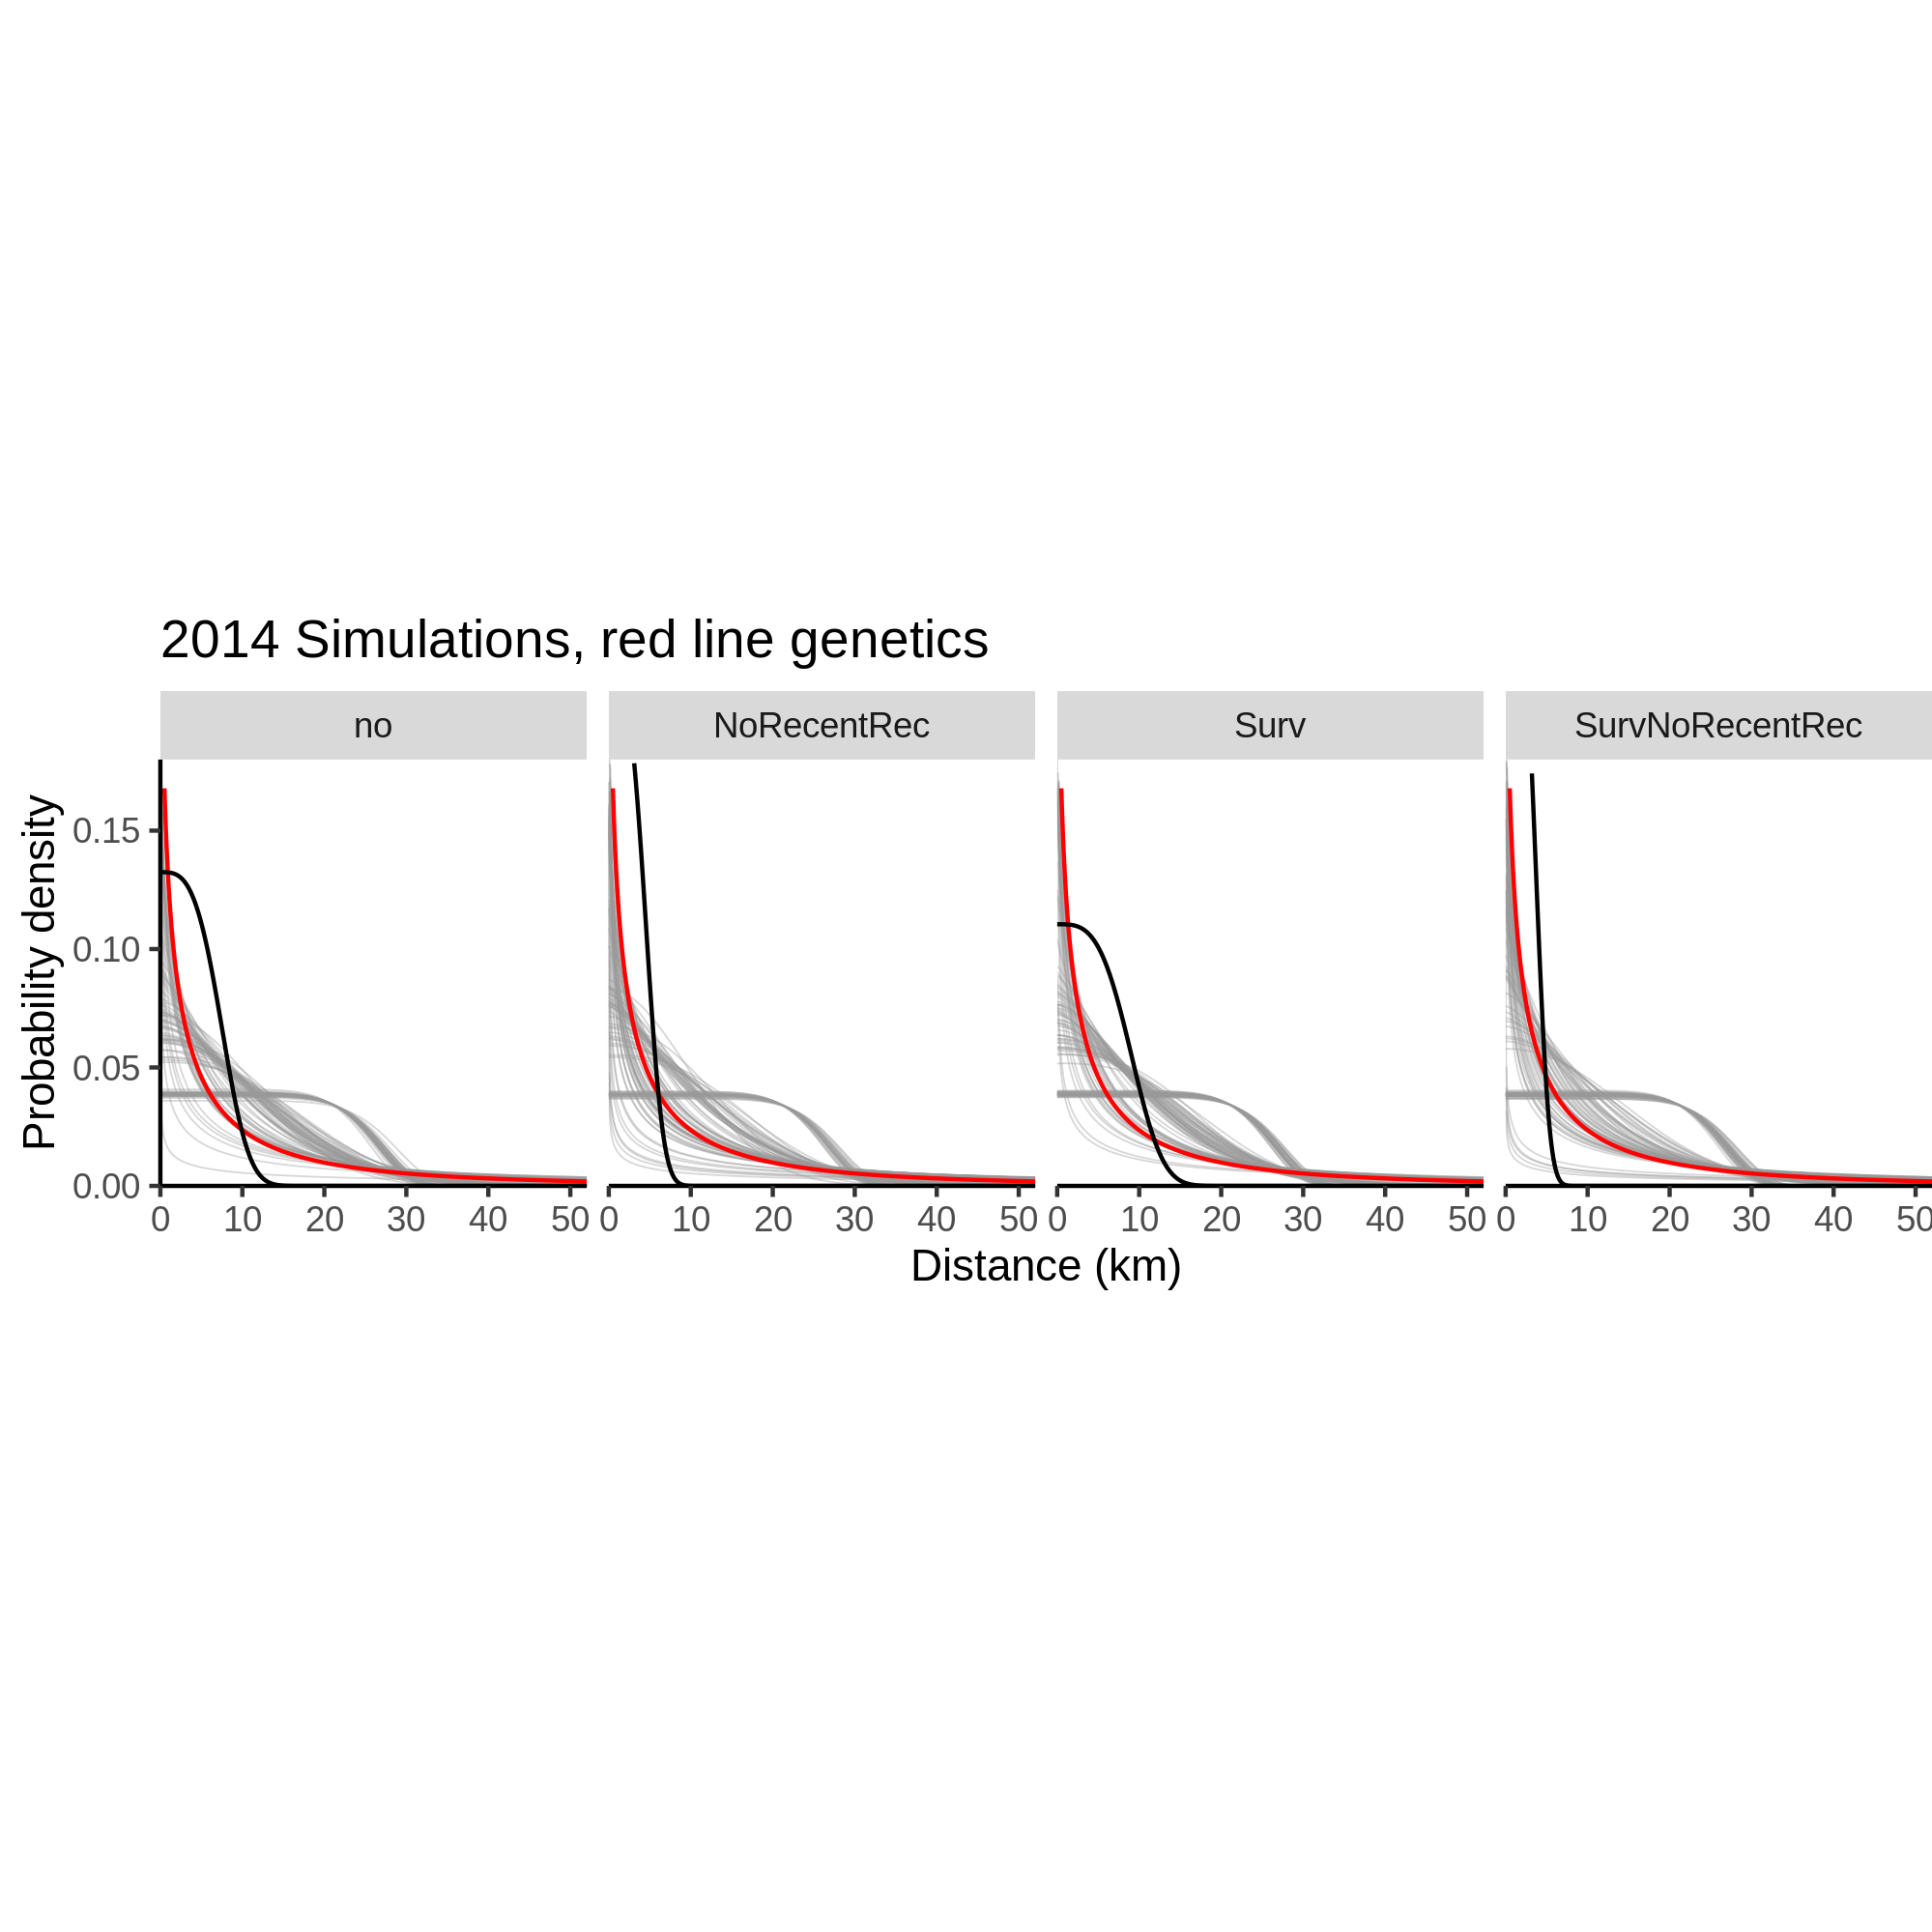 2014 Simulations, red line genetics
no NoRecentRec Surv SurvNoRecentRec
Probability density
0.15
0.10
0.05
0.00
0 10 20 30 40 50 0 10 20 30 40 50 0 10 20 30 40 50 0 10 20 30 40 50
Distance (km)